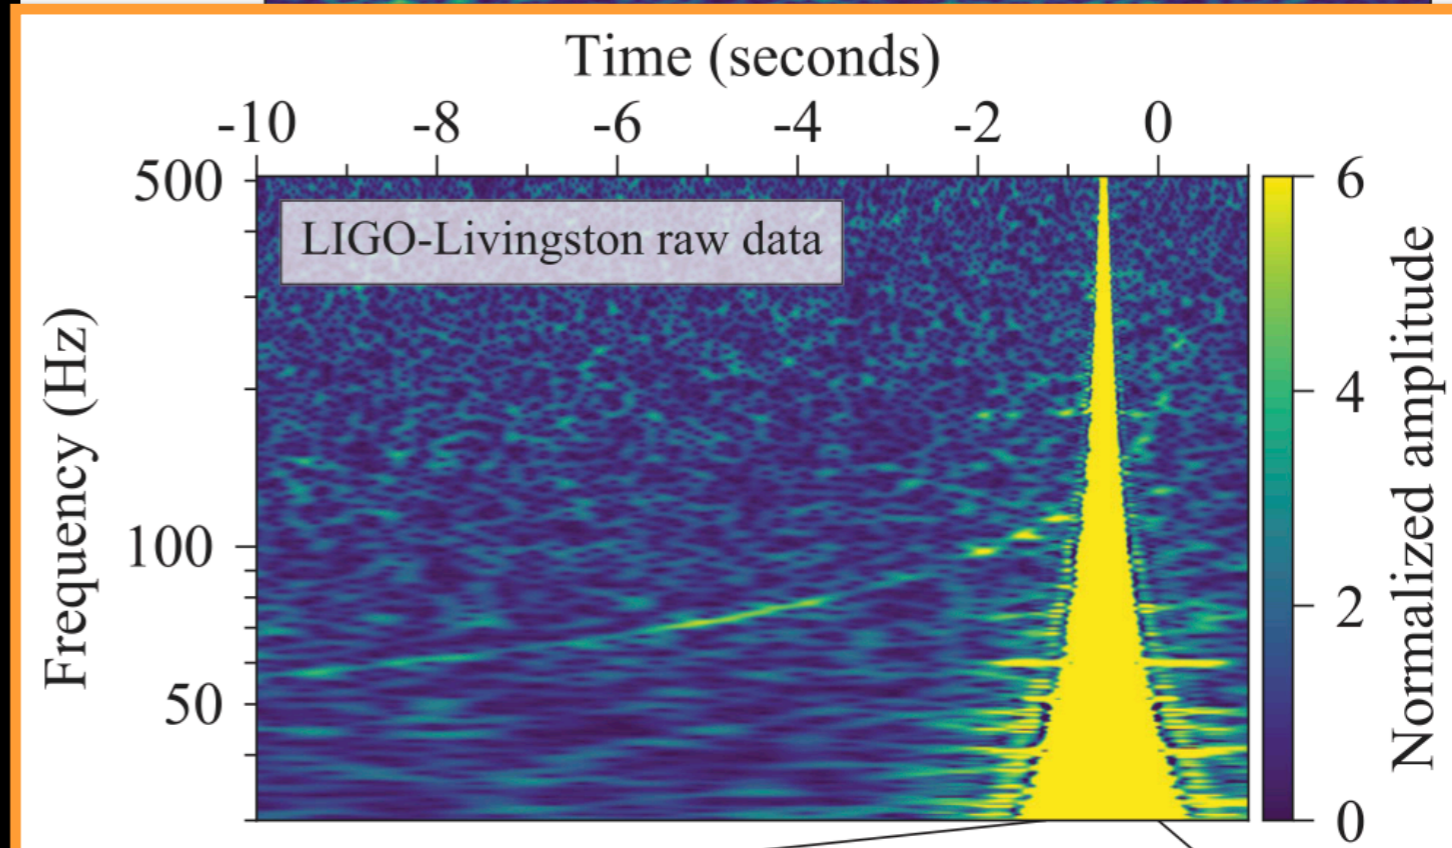 Time (seconds)
-10 -8 -6 -4 -2 0
500
100
50
Frequency (Hz)
LIGO-Livingston raw data
6
4
2
0
Normalized amplitude